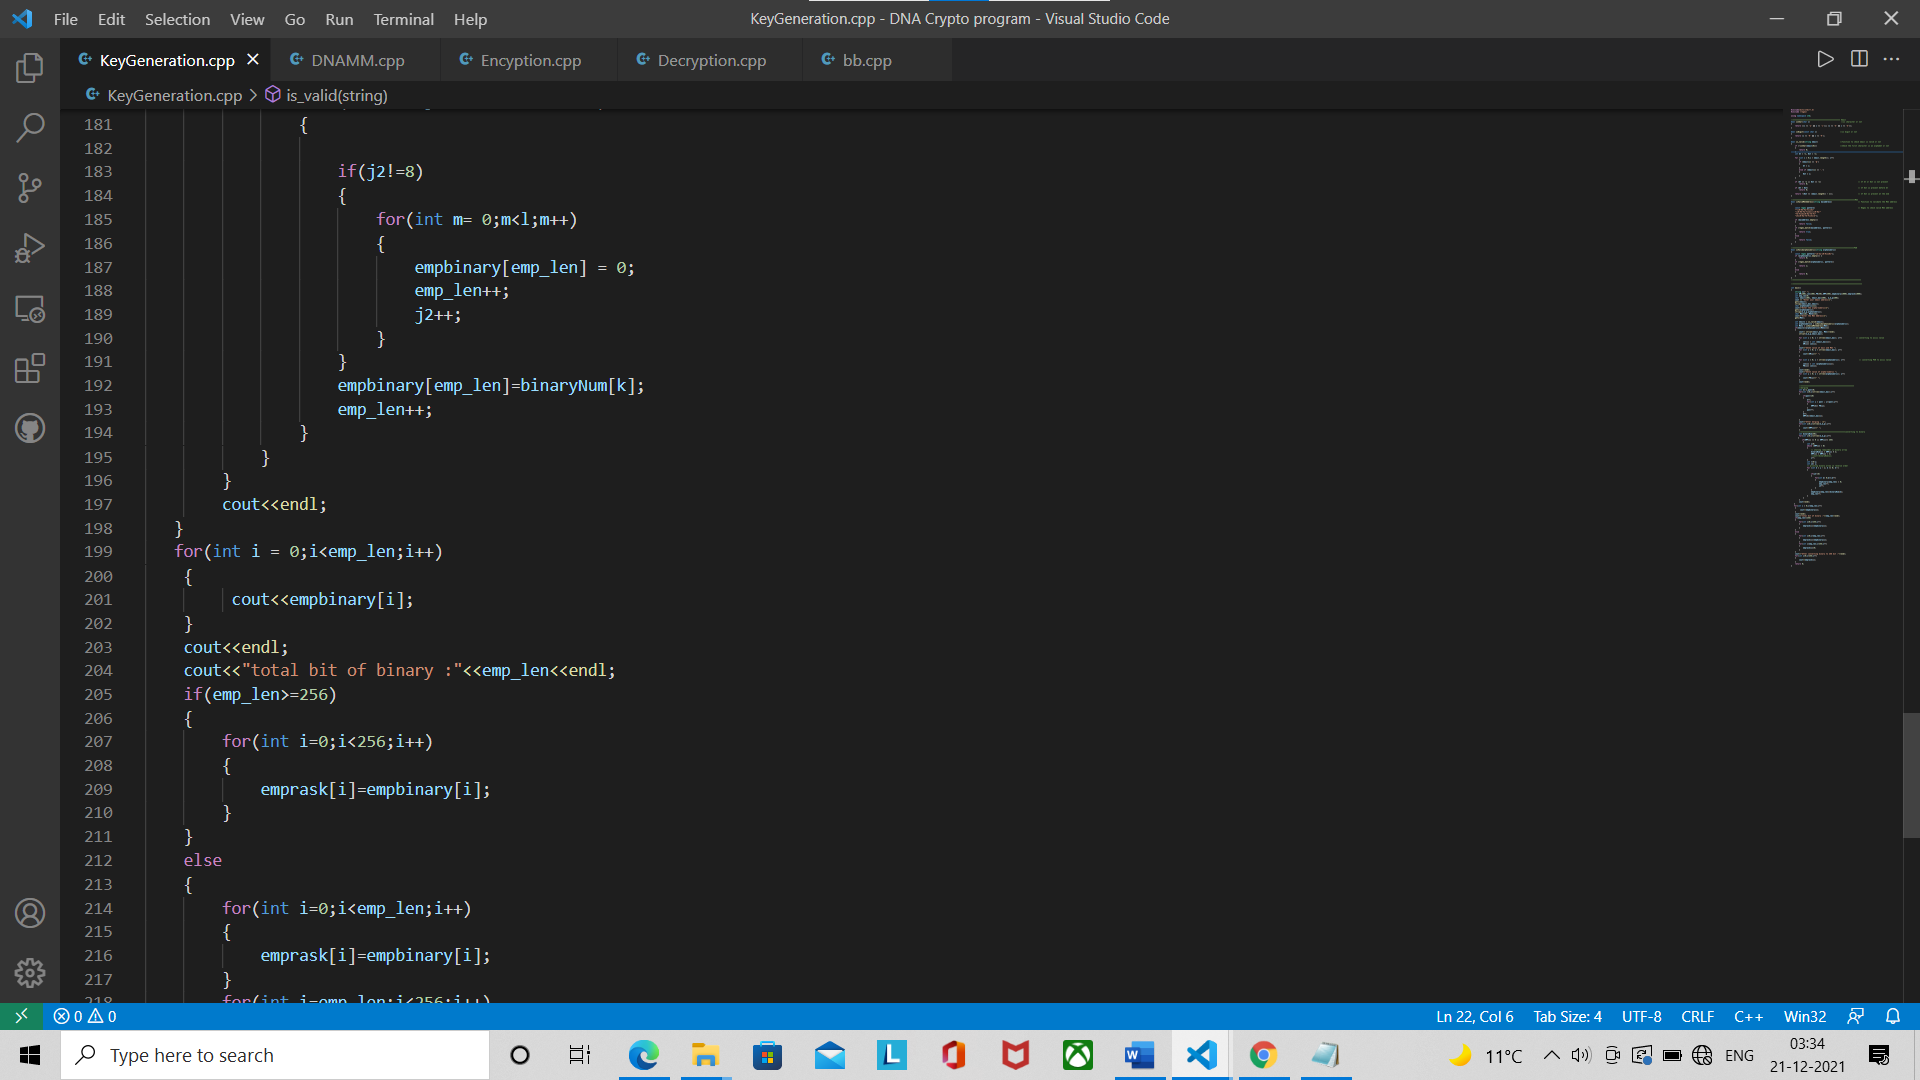 File Edit Selection View Go Run Terminal Help
KeyGeneration.cpp - DNA Crypto program - Visual Studio Code
KeyGeneration.cpp DNAMM.cpp Encyption.cpp Decryption.cpp bb.cpp
KeyGeneration.cpp > is_valid(string)
181 {
182
183 if(j2!=8)
184 {
185 for(int m= 0;m<l;m++)
186 {
187 empbinary[emp_len] = 0;
188 emp_len++;
189 j2++;
190 }
191 }
192 empbinary[emp_len]=binaryNum[k];
193 emp_len++;
194 }
195 }
196 }
197 cout<<endl;
198 }
199 for(int i = 0;i<emp_len;i++)
200 {
201 cout<<empbinary[i];
202 }
203 cout<<endl;
204 cout<<"total bit of binary :"<<emp_len<<endl;
205 if(emp_len>=256)
206 {
207 for(int i=0;i<256;i++)
208 {
209 emprask[i]=empbinary[i];
210 }
211 }
212 else
213 {
214 for(int i=0;i<emp_len;i++)
215 {
216 emprask[i]=empbinary[i];
217 }
218 for(int i=emp_len;i<256;i++)
0 0 Ln 22, Col 6 Tab Size: 4 UTF-8 CRLF C++ Win32
Type here to search
11°C ENG 03:34
21-12-2021